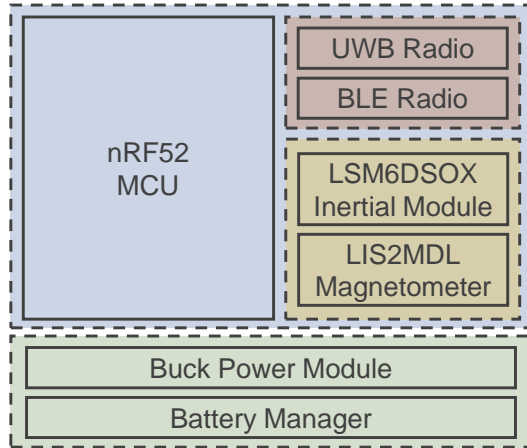 nRF52
MCU
UWB Radio
BLE Radio
LSM6DSOX
Inertial Module
LIS2MDL
Magnetometer
Buck Power Module
Battery Manager